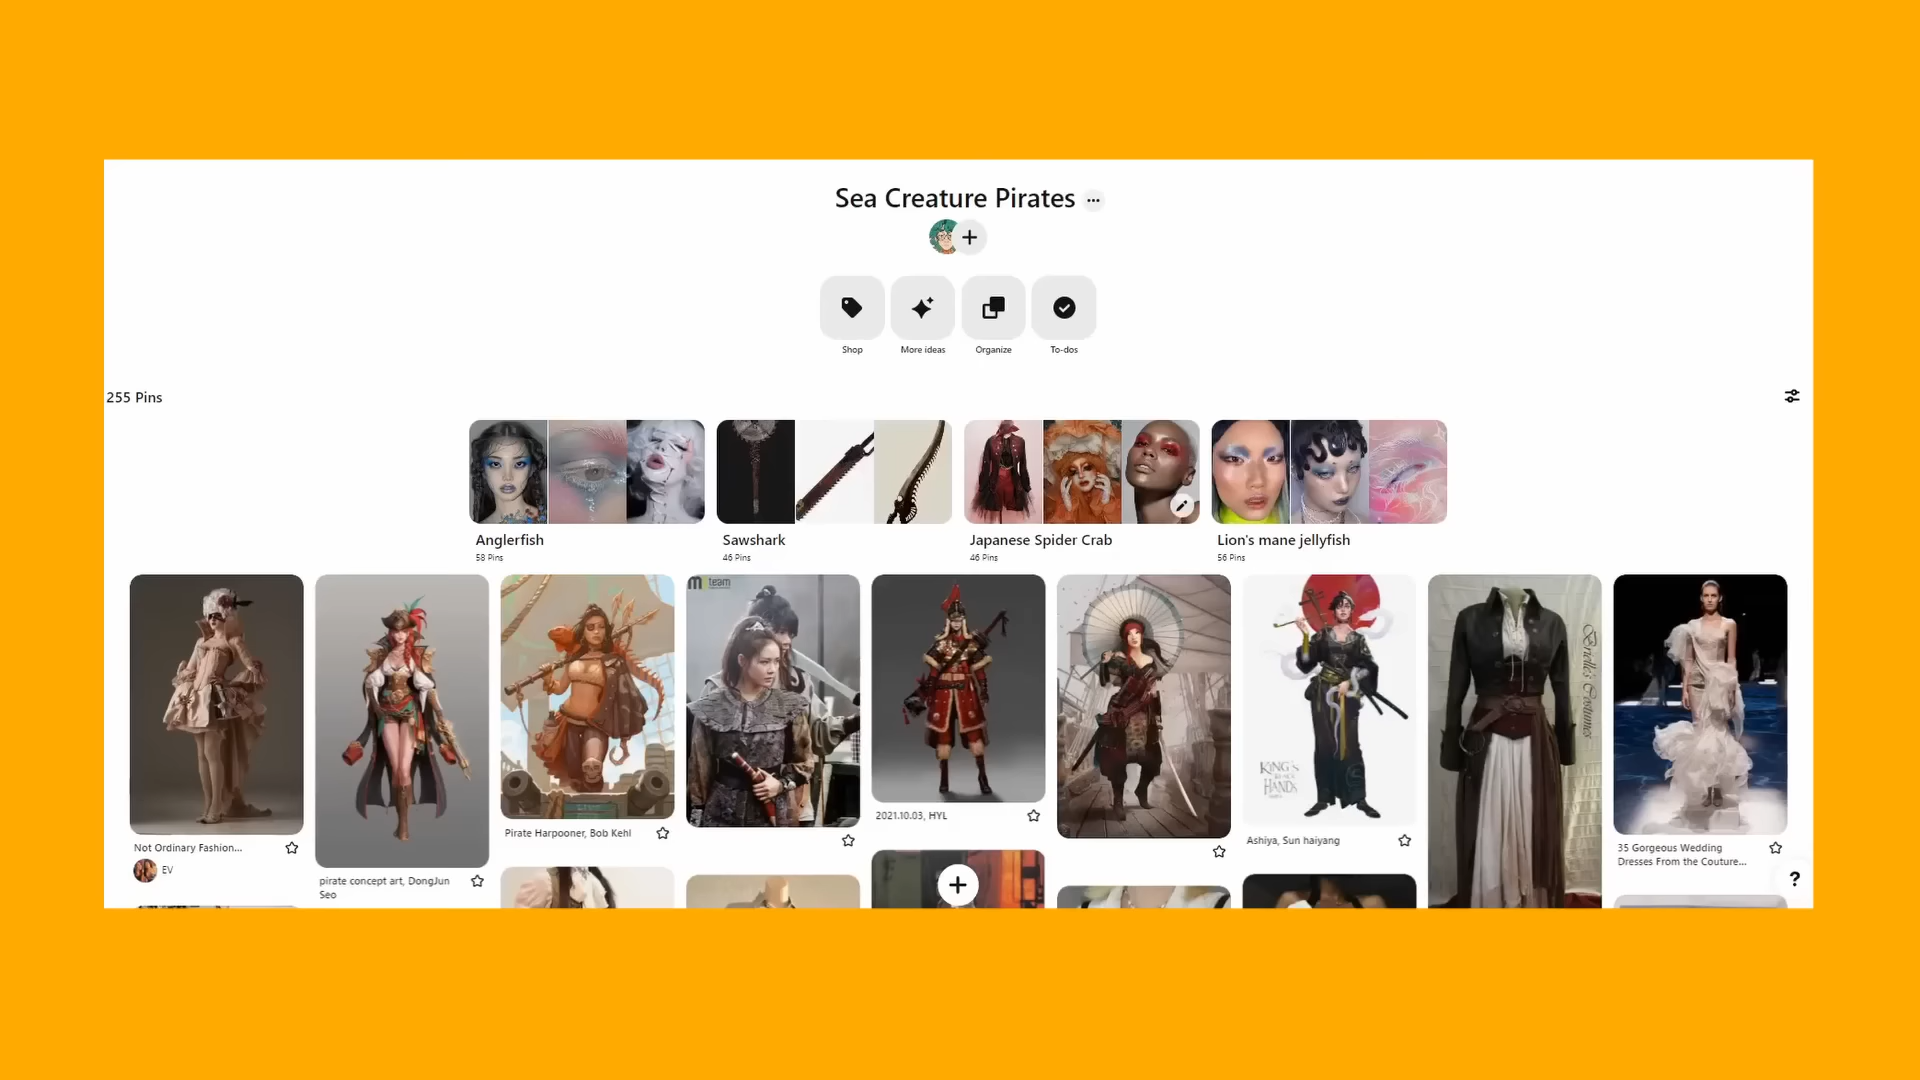 Sea Creature Pirates
Shop
More ideas
Organize
To-dos
255 Pins
Anglerfish
58 Pins
Sawshark
46 Pins
Japanese Spider Crab
46 Pins
Lion's mane jellyfish
56 Pins
team
KING'S
HANDS
Brielle's Costumes
Not Ordinary Fashion...
EV
pirate concept art, DongJun
Seo
Pirate Harpooner, Bob Kehl
2021.10.03, HYL
Ashiya, Sun haiyang
35 Gorgeous Wedding
Dresses From the Couture...
?